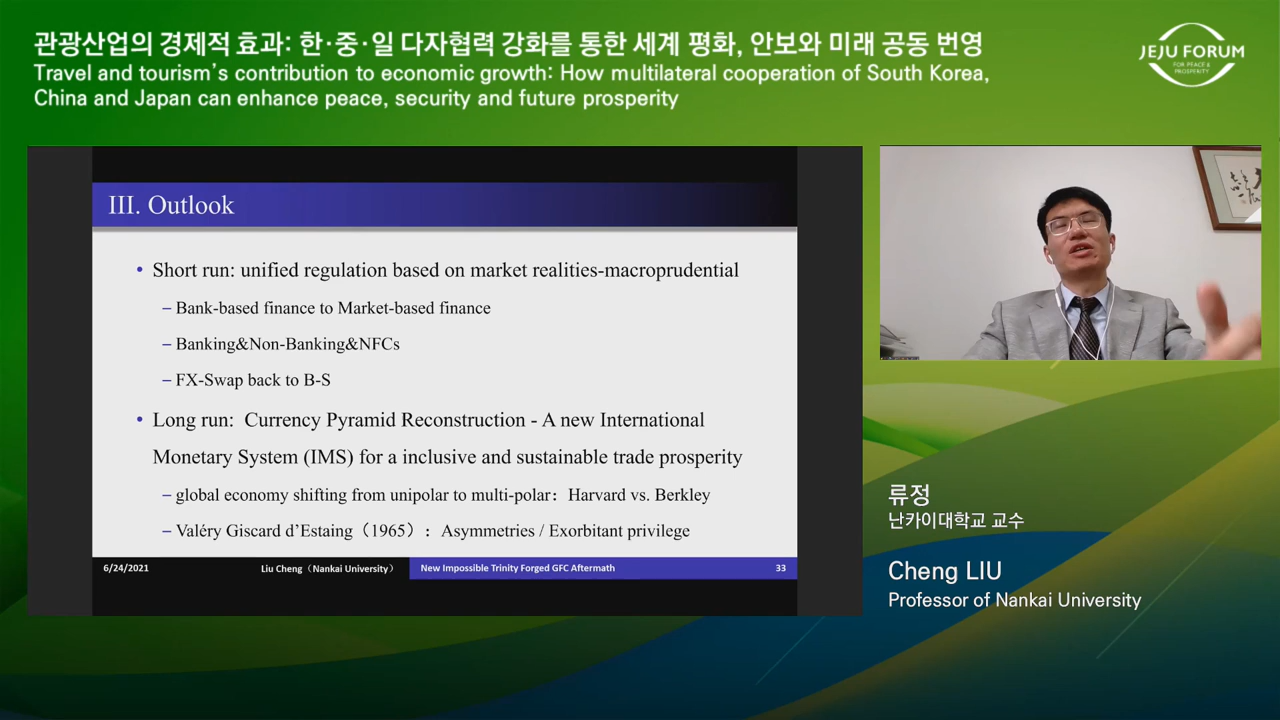 관광산업의 경제적 효과: 한·중·일 다자협력 강화를 통한 세계 평화, 안보와 미래 공동 번영
Travel and tourism's contribution to economic growth: How multilateral cooperation of South Korea,
China and Japan can enhance peace, security and future prosperity
JEJU FORUM
FOR PEACE &
PROSPERITY
III. Outlook
• Short run: unified regulation based on market realities-macroprudential
– Bank-based finance to Market-based finance
– Banking&Non-Banking&NFCs
– FX-Swap back to B-S
• Long run: Currency Pyramid Reconstruction - A new International
Monetary System (IMS) for a inclusive and sustainable trade prosperity
– global economy shifting from unipolar to multi-polar：Harvard vs. Berkley
– Valéry Giscard d'Estaing（1965）：Asymmetries / Exorbitant privilege
6/24/2021
Liu Cheng（Nankai University）
New Impossible Trinity Forged GFC Aftermath
33
류정
난카이대학교 교수
Cheng LIU
Professor of Nankai University